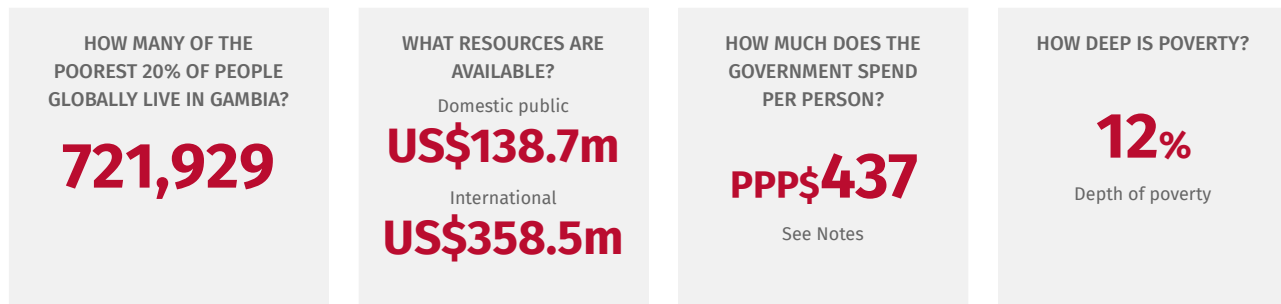 HOW MANY OF THE
POOREST 20% OF PEOPLE
GLOBALLY LIVE IN GAMBIA?
721,929
WHAT RESOURCES ARE
AVAILABLE?
Domestic public
US$138.7m
International
US$358.5m
HOW MUCH DOES THE
GOVERNMENT SPEND
PER PERSON?
PPP$437
See Notes
HOW DEEP IS POVERTY?
12%
Depth of poverty